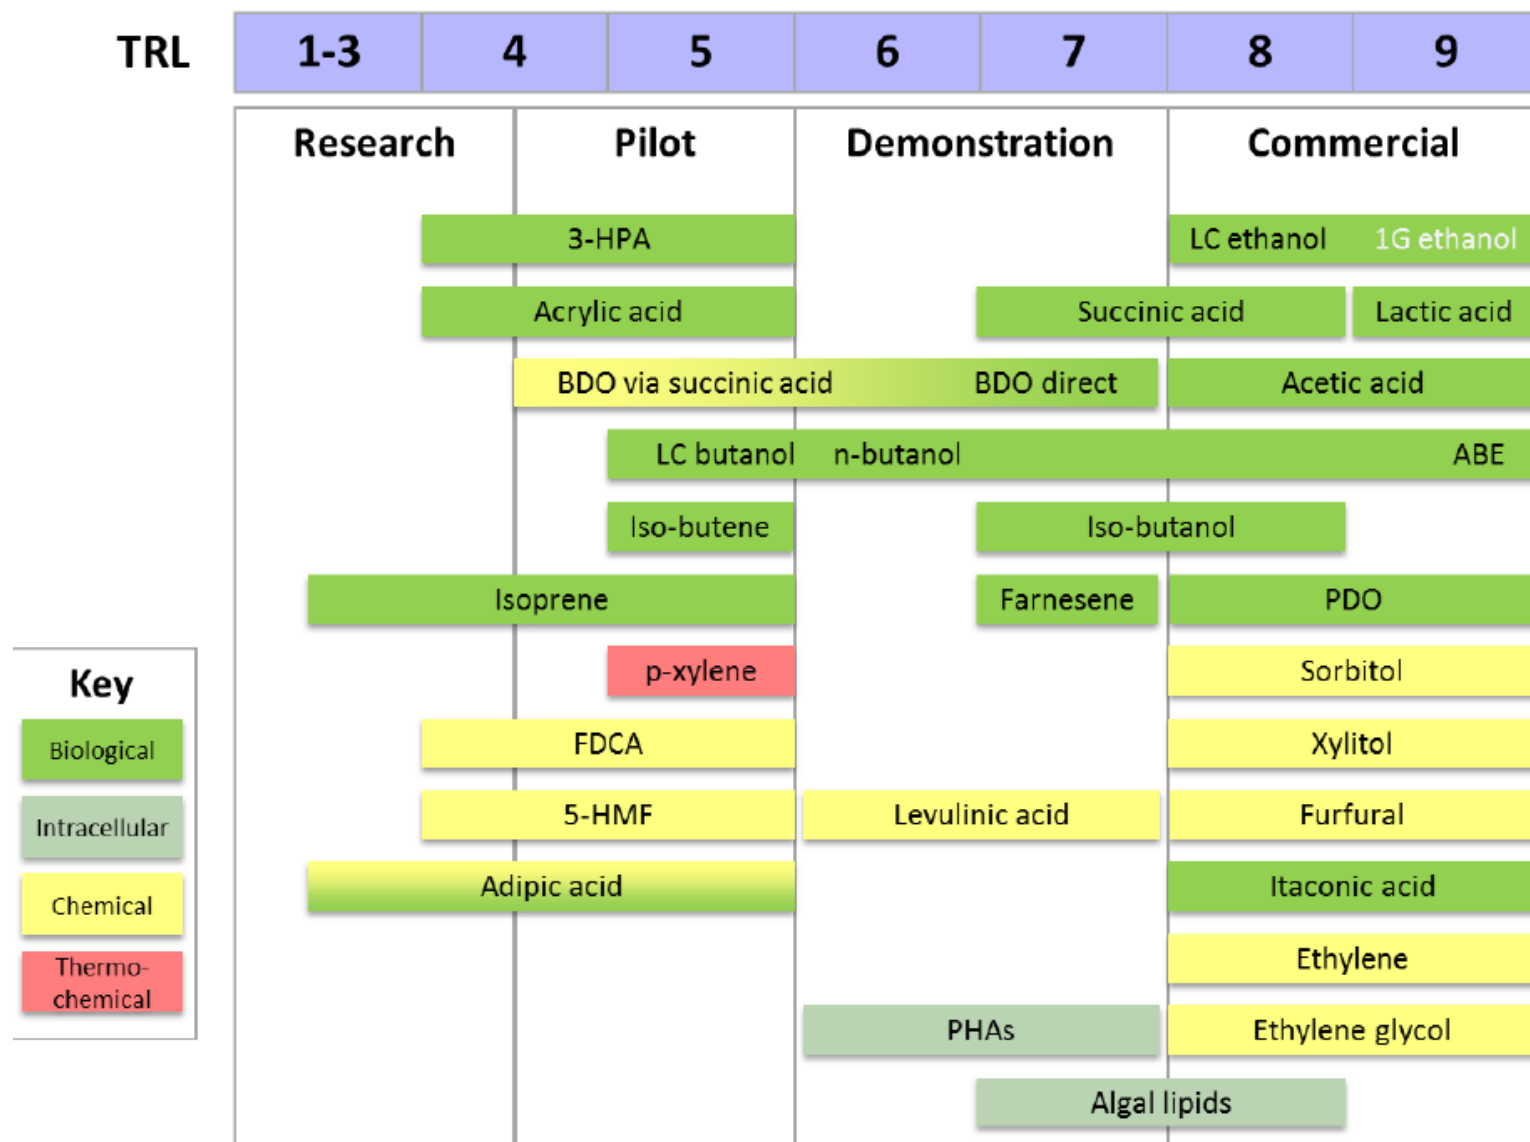 TRL 1-3 4 5 6 7 8 9
Research Pilot Demonstration Commercial
3-HPA LC ethanol 1G ethanol
Acrylic acid Succinic acid Lactic acid
BDO via succinic acid BDO direct Acetic acid
LC butanol n-butanol ABE
Iso-butene Iso-butanol
Isoprene Farnesene PDO
p-xylene Sorbitol
FDCA Xylitol
5-HMF Levulinic acid Furfural
Adipic acid Itaconic acid
Ethylene
PHAs Ethylene glycol
Algal lipids
Key
Biological
Intracellular
Chemical
Thermo-
chemical